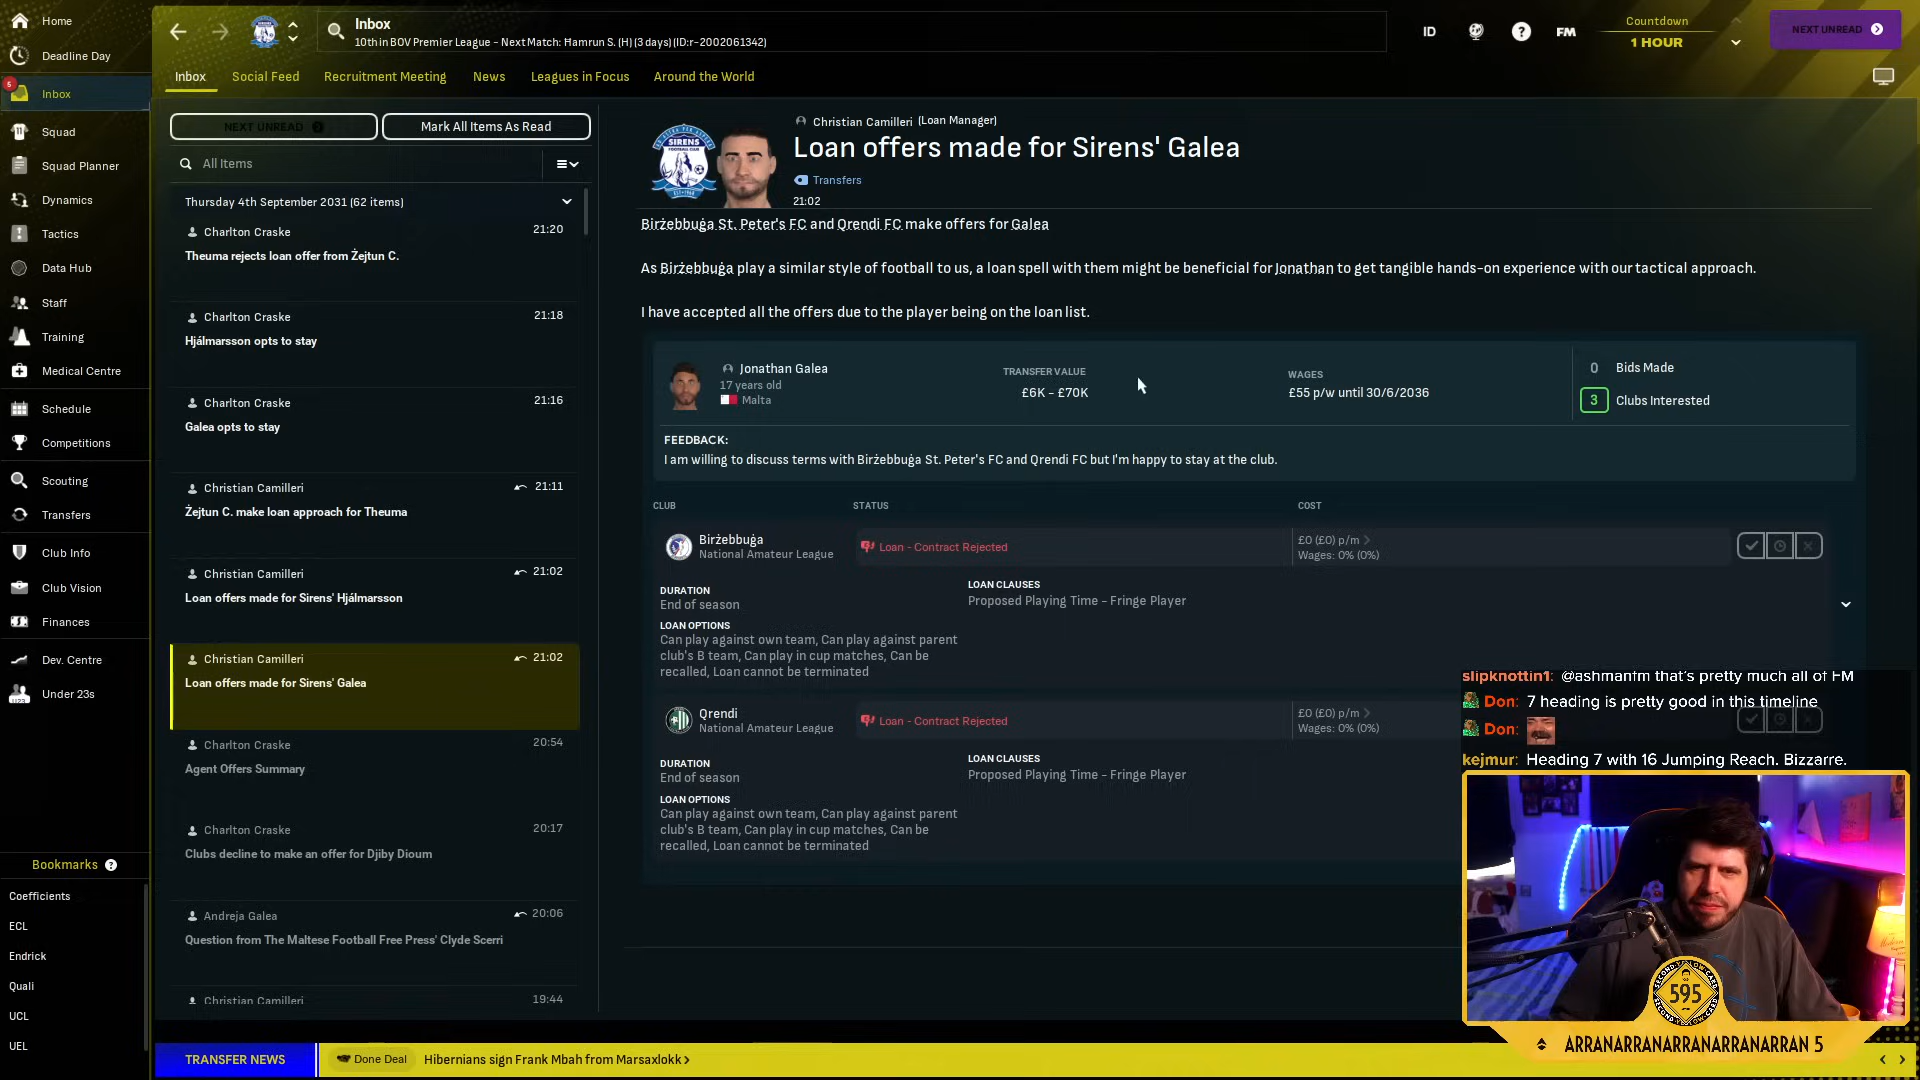 Home
Deadline Day
5
Inbox
Squad
Squad Planner
Dynamics
Tactics
Data Hub
Staff
Training
Medical Centre
Schedule
Competitions
Scouting
Transfers
Club Info
Club Vision
Finances
Dev. Centre
Under 23s
Bookmarks ?
Coefficients
ECL
Endrick
Quali
UCL
UEL
Inbox
10th in BOV Premier League - Next Match: Ħamrun S. (H) (3 days) (ID:r-2002061342)
ID
?
FM
Countdown
1 HOUR
NEXT UNREAD
Inbox
Social Feed
Recruitment Meeting
News
Leagues in Focus
Around the World
NEXT UNREAD
Mark All Items As Read
All Items
Thursday 4th September 2031 (62 items)
Charlton Craske 21:20
Theuma rejects loan offer from Żejtun C.
Charlton Craske 21:18
Hjálmarsson opts to stay
Charlton Craske 21:16
Galea opts to stay
Christian Camilleri 21:11
Żejtun C. make loan approach for Theuma
Christian Camilleri 21:02
Loan offers made for Sirens' Hjálmarsson
Christian Camilleri 21:02
Loan offers made for Sirens' Galea
Charlton Craske 20:54
Agent Offers Summary
Charlton Craske 20:17
Clubs decline to make an offer for Djiby Dioum
Andreja Galea 20:06
Question from The Maltese Football Free Press' Clyde Scerri
Christian Camilleri 19:44
SIRENS
Christian Camilleri (Loan Manager)
Loan offers made for Sirens' Galea
Transfers
21:02
Birżebbuġa St. Peter's FC and Qrendi FC make offers for Galea
As Birżebbuġa play a similar style of football to us, a loan spell with them might be beneficial for Jonathan to get tangible hands-on experience with our tactical approach.
I have accepted all the offers due to the player being on the loan list.
Jonathan Galea
17 years old
Malta
TRANSFER VALUE
£6K - £70K
WAGES
£55 p/w until 30/6/2036
0 Bids Made
3 Clubs Interested
FEEDBACK:
I am willing to discuss terms with Birżebbuġa St. Peter's FC and Qrendi FC but I'm happy to stay at the club.
CLUB STATUS COST
Birżebbuġa
National Amateur League
Loan - Contract Rejected
£0 (£0) p/m
Wages: 0% (0%)
DURATION
End of season
LOAN CLAUSES
Proposed Playing Time - Fringe Player
LOAN OPTIONS
Can play against own team, Can play against parent
club's B team, Can play in cup matches, Can be
recalled, Loan cannot be terminated
Qrendi
National Amateur League
Loan - Contract Rejected
£0 (£0) p/m
Wages: 0% (0%)
DURATION
End of season
LOAN CLAUSES
Proposed Playing Time - Fringe Player
LOAN OPTIONS
Can play against own team, Can play against parent
club's B team, Can play in cup matches, Can be
recalled, Loan cannot be terminated
slipknottin1: @ashmanfm that's pretty much all of FM
Don: 7 heading is pretty good in this timeline
Don:
kejmur: Heading 7 with 16 Jumping Reach. Bizzarre.
SECOND YELLOW CARD
595
ARRANARRANARRANARRANARRAN 5
TRANSFER NEWS
Done Deal
Hibernians sign Frank Mbah from Marsaxlokk